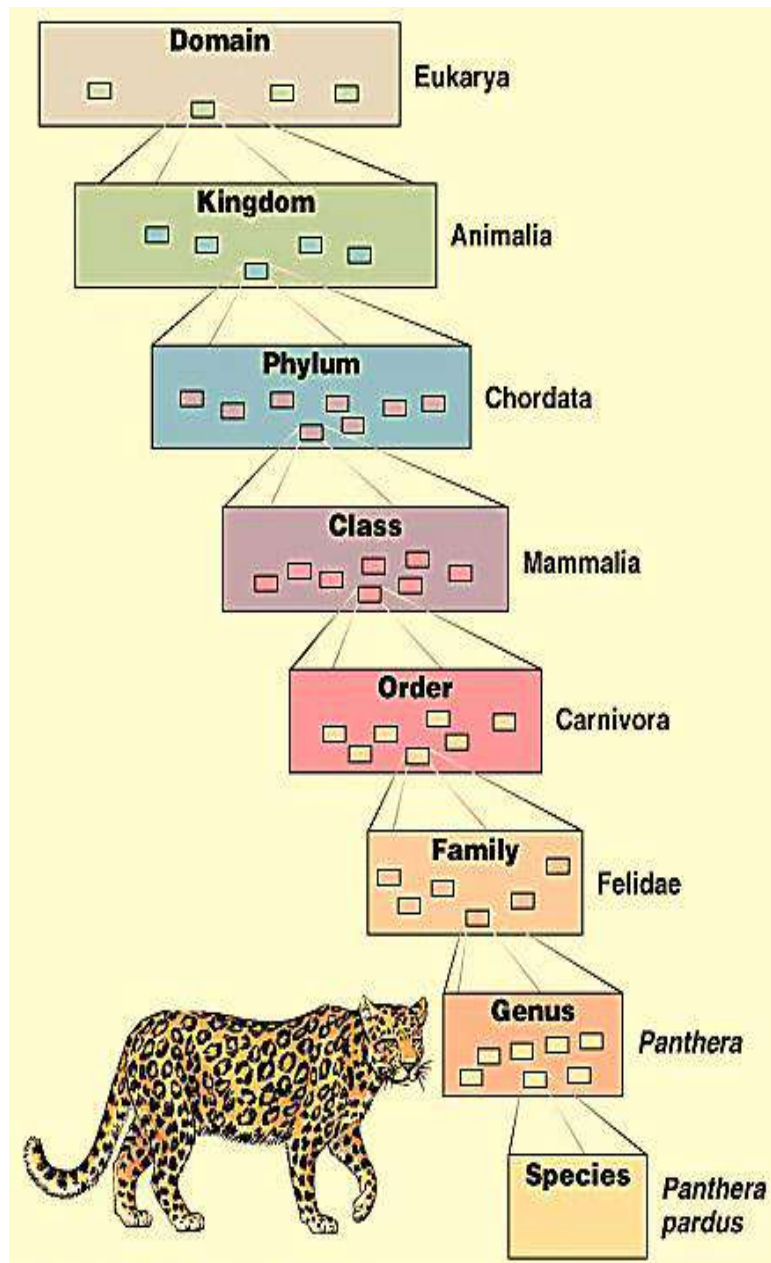 Domain
Eukarya
Kingdom
Animalia
Phylum
Chordata
Class
Mammalia
Order
Carnivora
Family
Felidae
Genus
Panthera
Species
Panthera
pardus